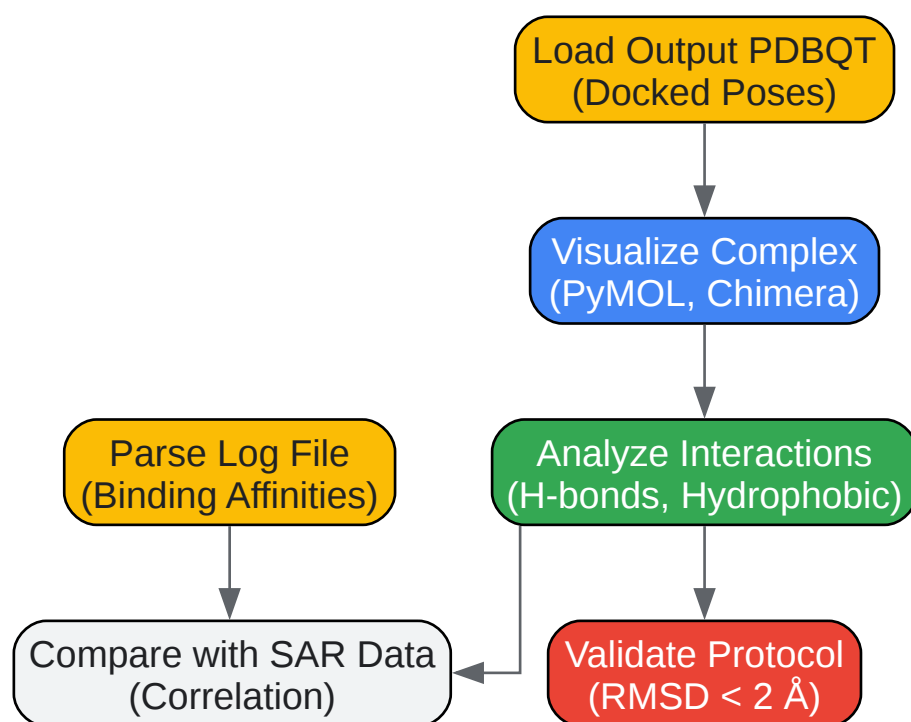 Load Output PDBQT
(Docked Poses)
Visualize Complex
(PyMOL, Chimera)
Parse Log File
(Binding Affinities)
Analyze Interactions
(H-bonds, Hydrophobic)
Compare with SAR Data
(Correlation)
Validate Protocol
(RMSD < 2 Å)